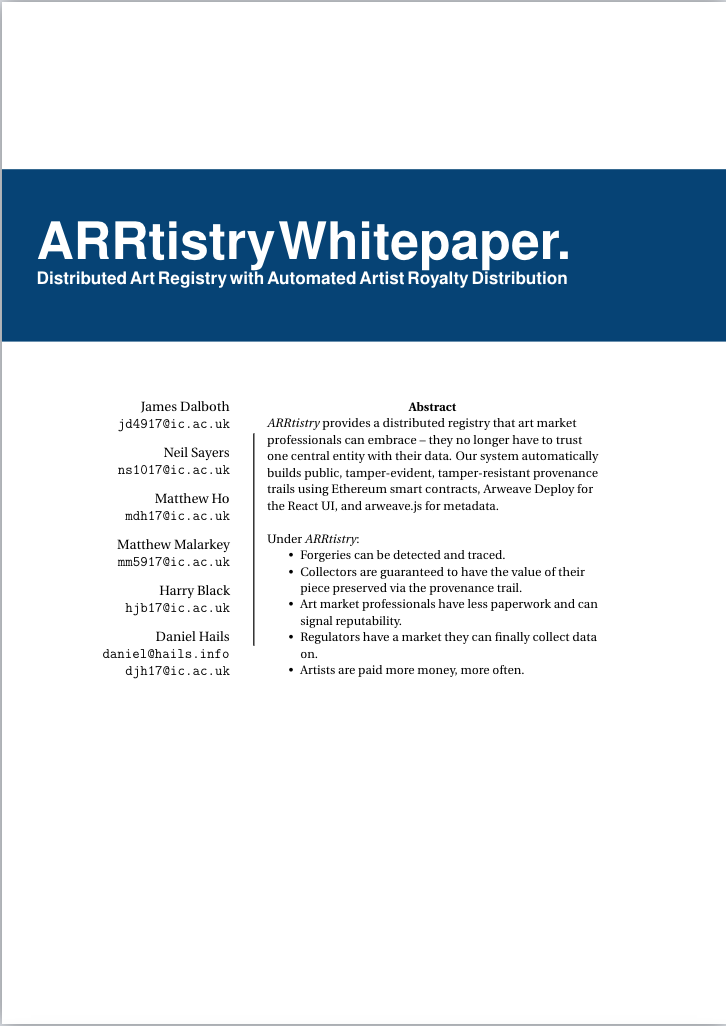 ARRtistry Whitepaper.
Distributed Art Registry with Automated Artist Royalty Distribution
James Dalboth
jd4917@ic.ac.uk
Neil Sayers
ns1017@ic.ac.uk
Matthew Ho
mdh17@ic.ac.uk
Matthew Malarkey
mm5917@ic.ac.uk
Harry Black
hjb17@ic.ac.uk
Daniel Hails
daniel@hails.info
djh17@ic.ac.uk
Abstract
ARRtistry provides a distributed registry that art market
professionals can embrace – they no longer have to trust
one central entity with their data. Our system automatically
builds public, tamper-evident, tamper-resistant provenance
trails using Ethereum smart contracts, Arweave Deploy for
the React UI, and arweave.js for metadata.
Under ARRtistry:
• Forgeries can be detected and traced.
• Collectors are guaranteed to have the value of their
piece preserved via the provenance trail.
• Art market professionals have less paperwork and can
signal reputability.
• Regulators have a market they can finally collect data
on.
• Artists are paid more money, more often.